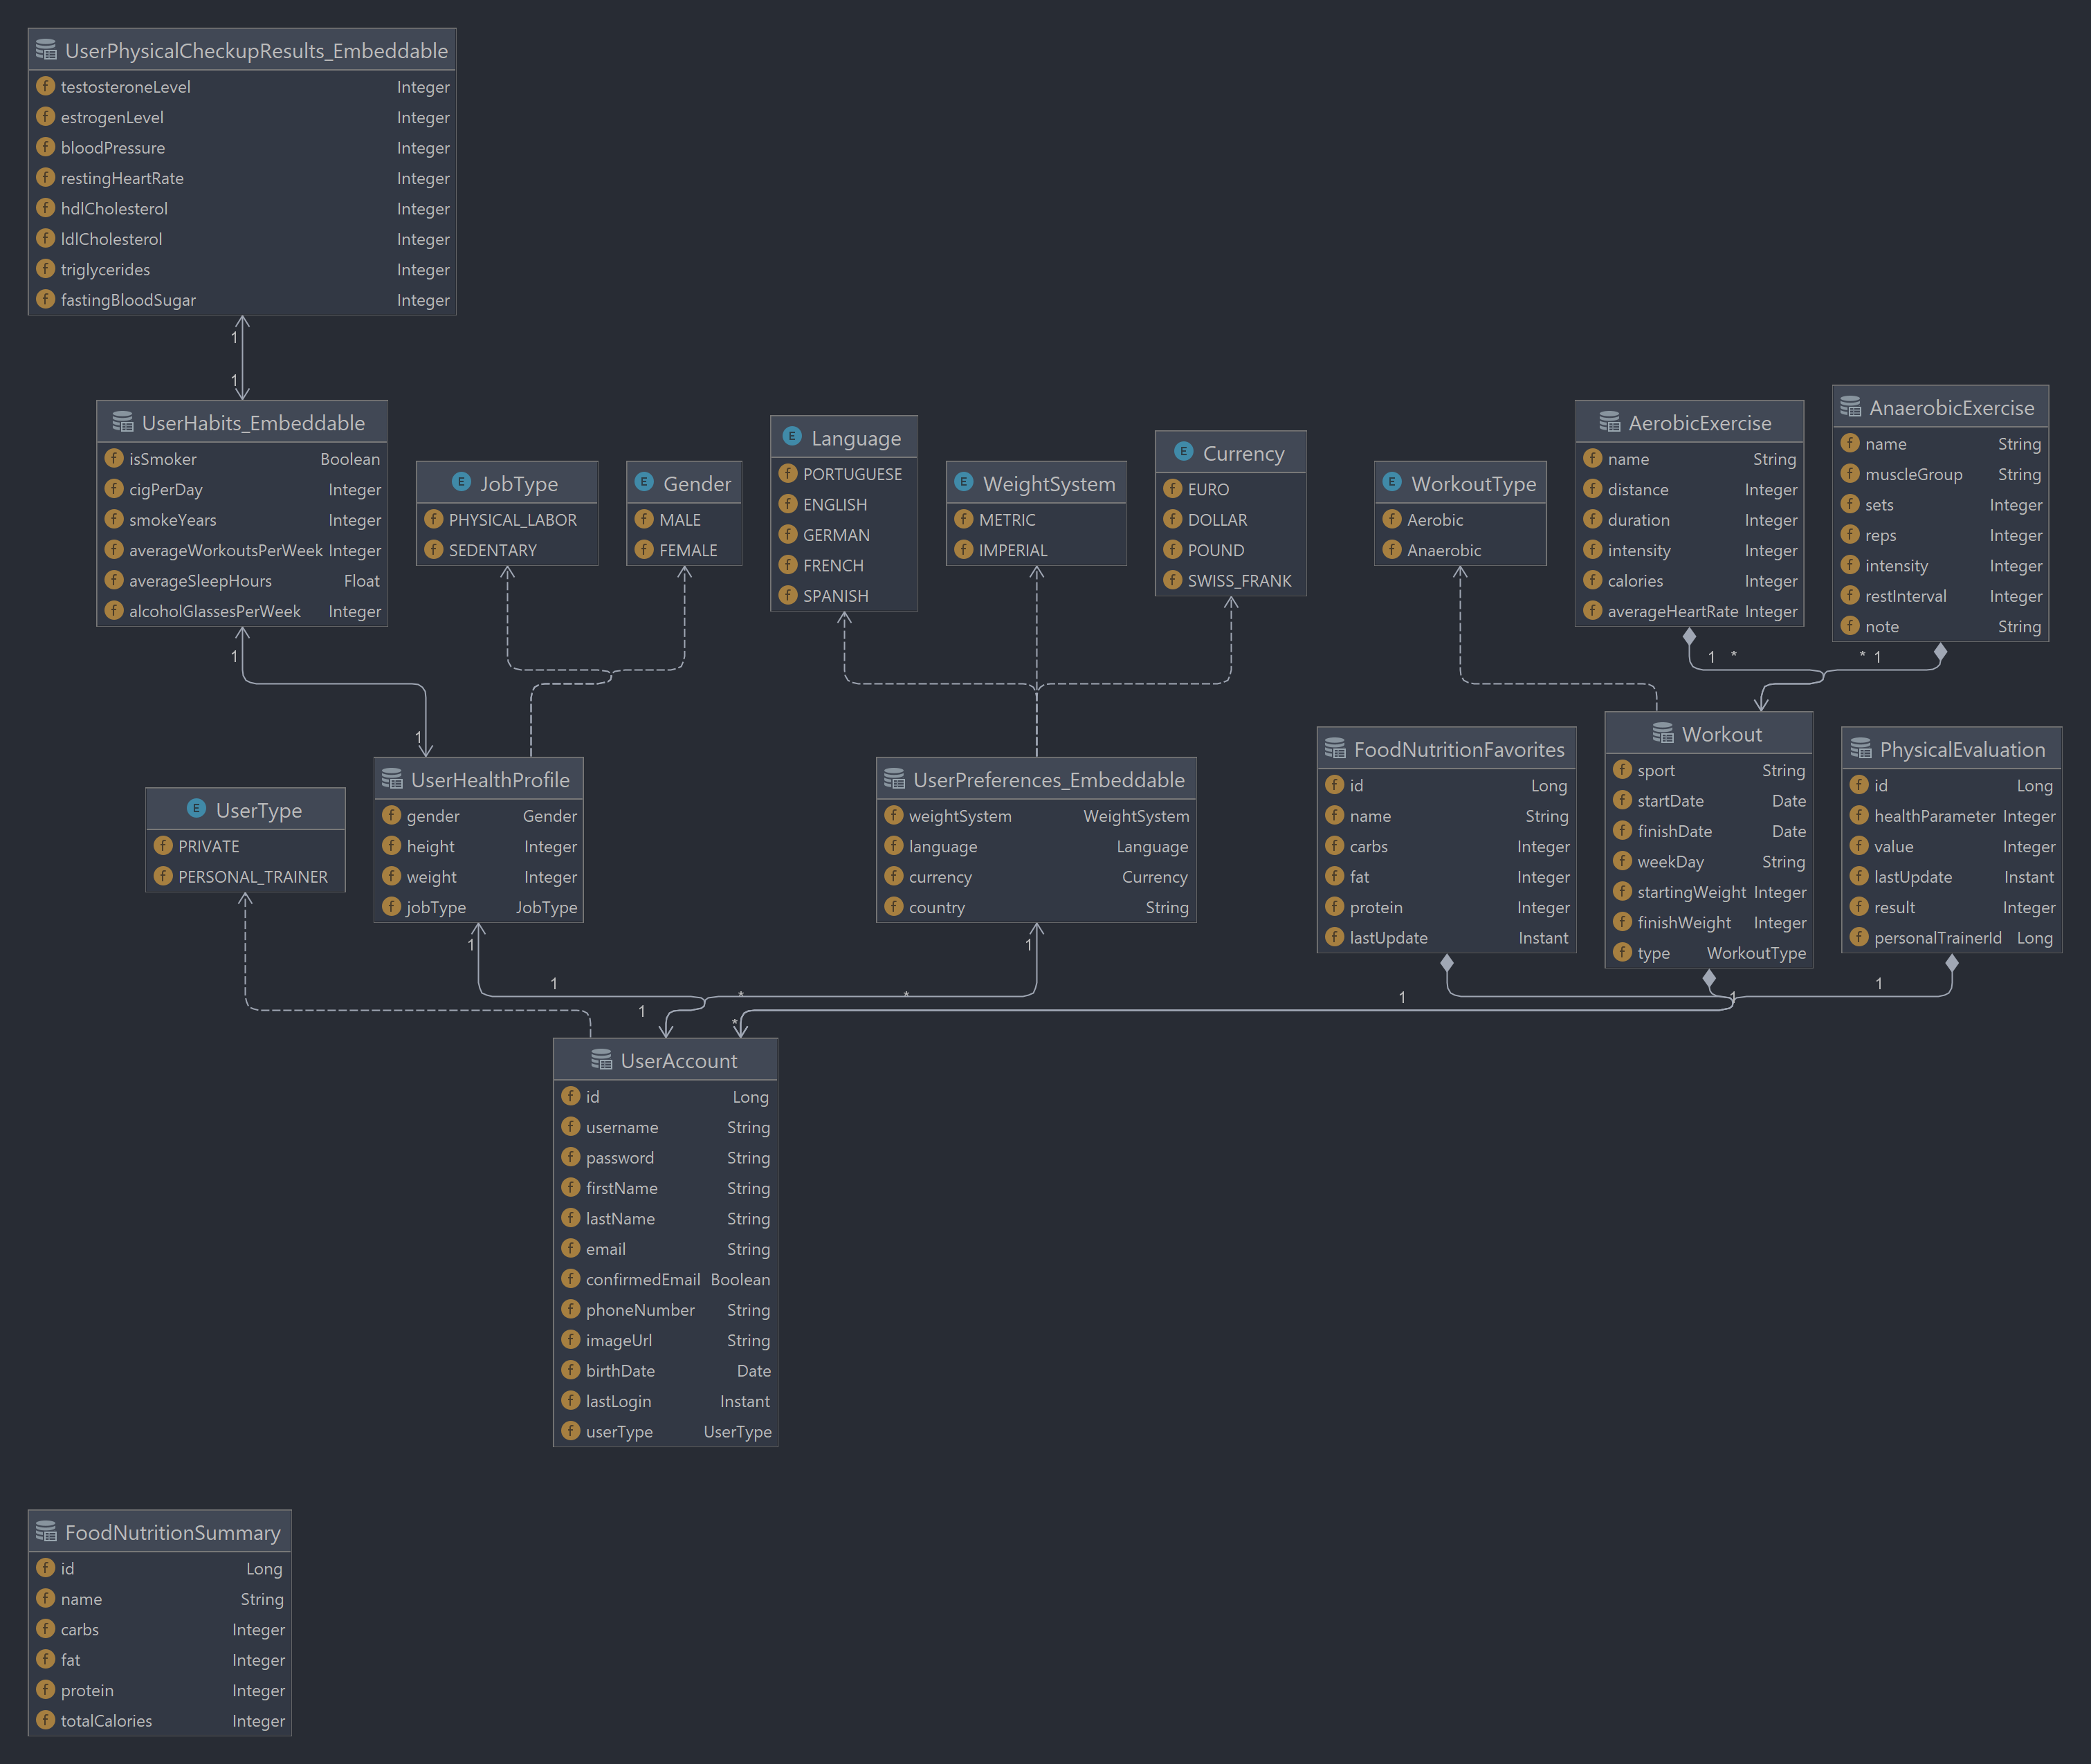 UserPhysicalCheckupResults_Embeddable
testosteroneLevel Integer
estrogenLevel Integer
bloodPressure Integer
restingHeartRate Integer
hdlCholesterol Integer
ldlCholesterol Integer
triglycerides Integer
fastingBloodSugar Integer
1
1
UserHabits_Embeddable
isSmoker Boolean
cigPerDay Integer
smokeYears Integer
averageWorkoutsPerWeek Integer
averageSleepHours Float
alcoholGlassesPerWeek Integer
1
1
E JobType
PHYSICAL_LABOR
SEDENTARY
E Gender
MALE
FEMALE
E Language
PORTUGUESE
ENGLISH
GERMAN
FRENCH
SPANISH
E WeightSystem
METRIC
IMPERIAL
E Currency
EURO
DOLLAR
POUND
SWISS_FRANK
E WorkoutType
Aerobic
Anaerobic
AerobicExercise
name String
distance Integer
duration Integer
intensity Integer
calories Integer
averageHeartRate Integer
AnaerobicExercise
name String
muscleGroup String
sets Integer
reps Integer
intensity Integer
restInterval Integer
note String
1 * * 1
E UserType
PRIVATE
PERSONAL_TRAINER
UserHealthProfile
gender Gender
height Integer
weight Integer
jobType JobType
UserPreferences_Embeddable
weightSystem WeightSystem
language Language
currency Currency
country String
FoodNutritionFavorites
id Long
name String
carbs Integer
fat Integer
protein Integer
lastUpdate Instant
Workout
sport String
startDate Date
finishDate Date
weekDay String
startingWeight Integer
finishWeight Integer
type WorkoutType
PhysicalEvaluation
id Long
healthParameter Integer
value Integer
lastUpdate Instant
result Integer
personalTrainerId Long
1 1
1 1
1 * * 1 1
1 *
UserAccount
id Long
username String
password String
firstName String
lastName String
email String
confirmedEmail Boolean
phoneNumber String
imageUrl String
birthDate Date
lastLogin Instant
userType UserType
FoodNutritionSummary
id Long
name String
carbs Integer
fat Integer
protein Integer
totalCalories Integer